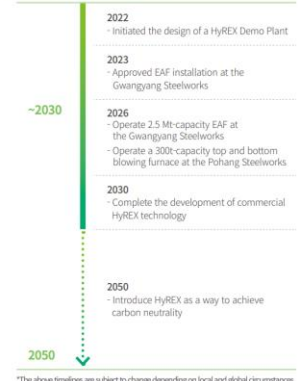 2022
- Initiated the design of a HyREX Demo Plant
2023
- Approved EAF installation at the
Gwangyang Steelworks
~2030
2026
- Operate 2.5 Mt-capacity EAF at
the Gwangyang Steelworks
- Operate a 300t-capacity top and bottom
blowing furnace at the Pohang Steelworks
2030
- Complete the development of commercial
HyREX technology
2050
- Introduce HyREX as a way to achieve
carbon neutrality
2050
*The above timelines are subject to change depending on local and global circumstances